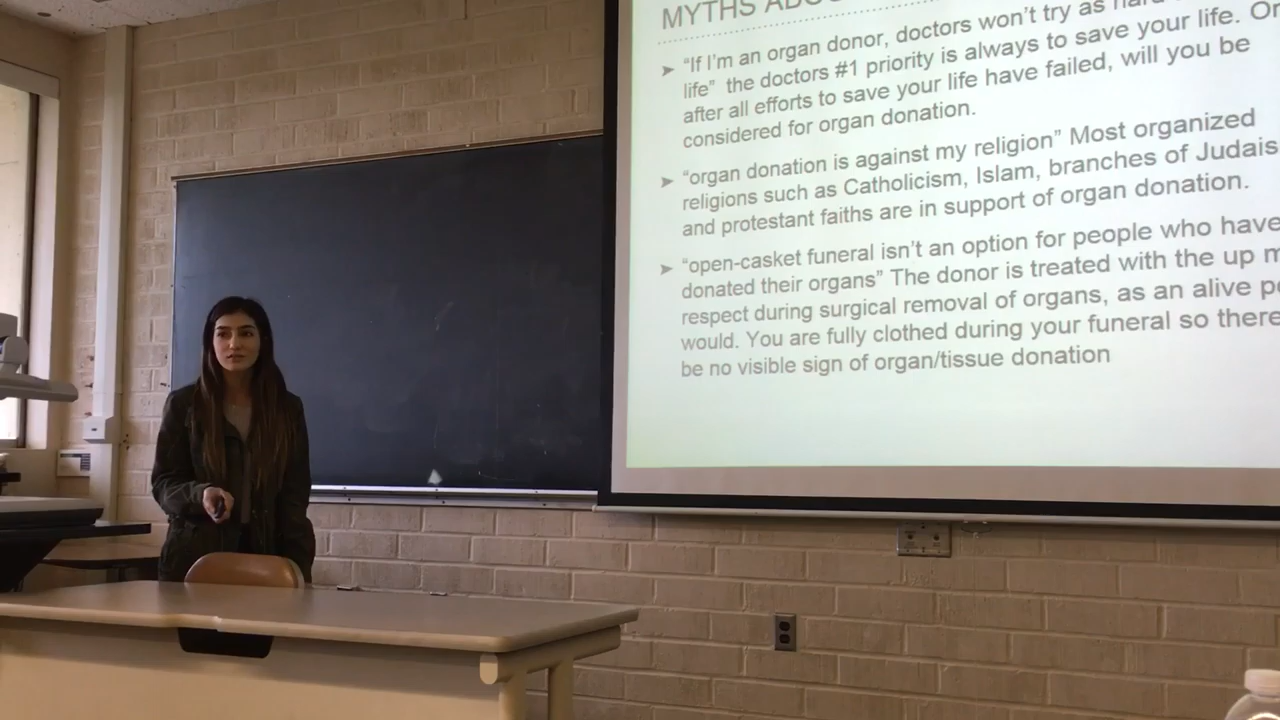 MYTHS ABO
➤ “If I’m an organ donor, doctors won’t try as hard
life” the doctors #1 priority is always to save your life. On
after all efforts to save your life have failed, will you be
considered for organ donation.
➤ “organ donation is against my religion” Most organized
religions such as Catholicism, Islam, branches of Judais
and protestant faiths are in support of organ donation.
➤ “open-casket funeral isn’t an option for people who have
donated their organs” The donor is treated with the up m
respect during surgical removal of organs, as an alive pe
would. You are fully clothed during your funeral so there
be no visible sign of organ/tissue donation